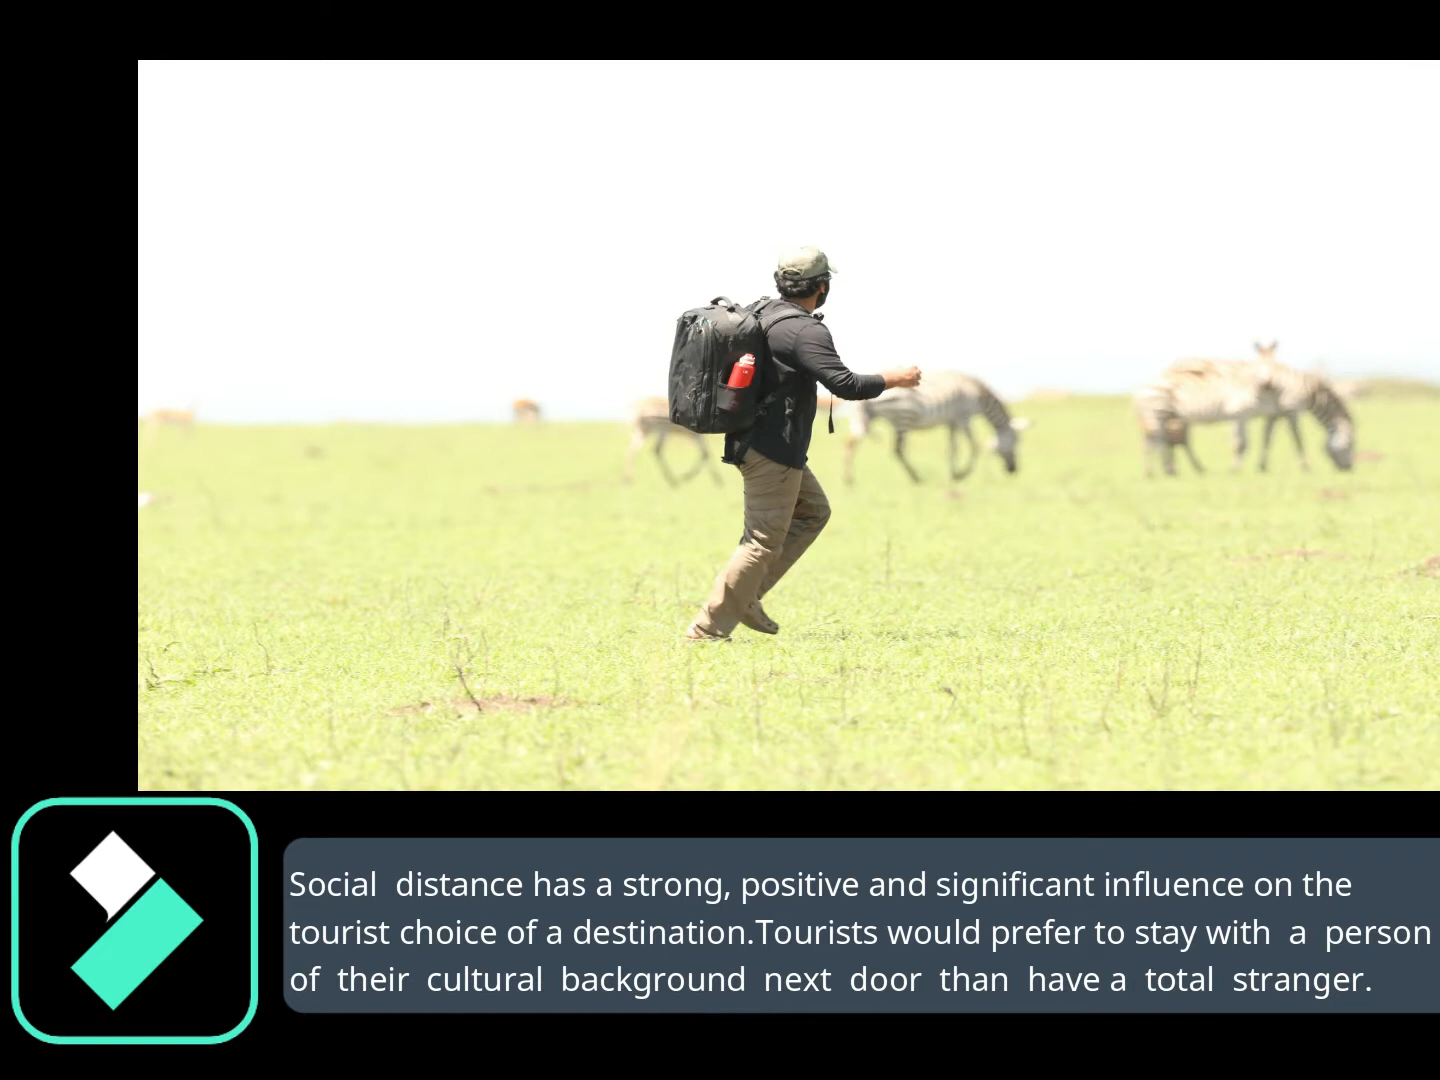 Social distance has a strong, positive and significant influence on the
tourist choice of a destination.Tourists would prefer to stay with a person
of their cultural background next door than have a total stranger.